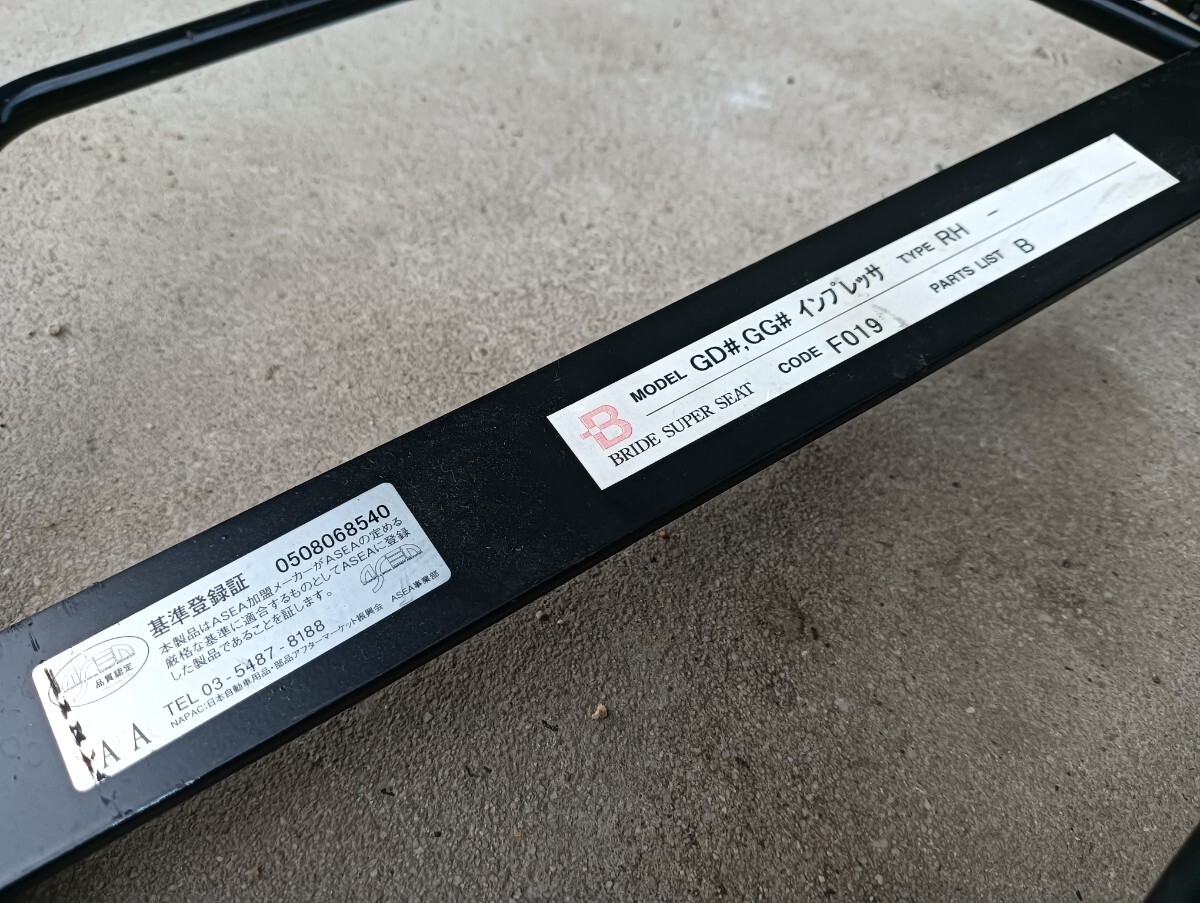 MODEL GD#,GG# インプレッサ TYPE RH -
BRIDE SUPER SEAT CODE F019 PARTS LIST B
基準登録証 0508068540
本製品はASEA加盟メーカーがASEAの定める
厳格な基準に適合するものとしてASEAに登録
した製品であることを証します。
品質認定
TEL 03-5487-8188 ASEA事業部
NAPAC:日本自動車用品・部品アフターマーケット振興会
A A